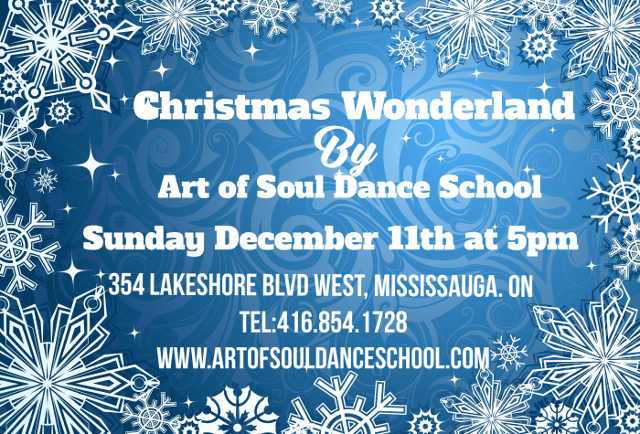 Christmas Wonderland
By
Art of Soul Dance School
Sunday December 11th at 5pm
354 LAKESHORE BLVD WEST, MISSISSAUGA. ON
TEL:416.854.1728
WWW.ARTOFSOULDANCESCHOOL.COM